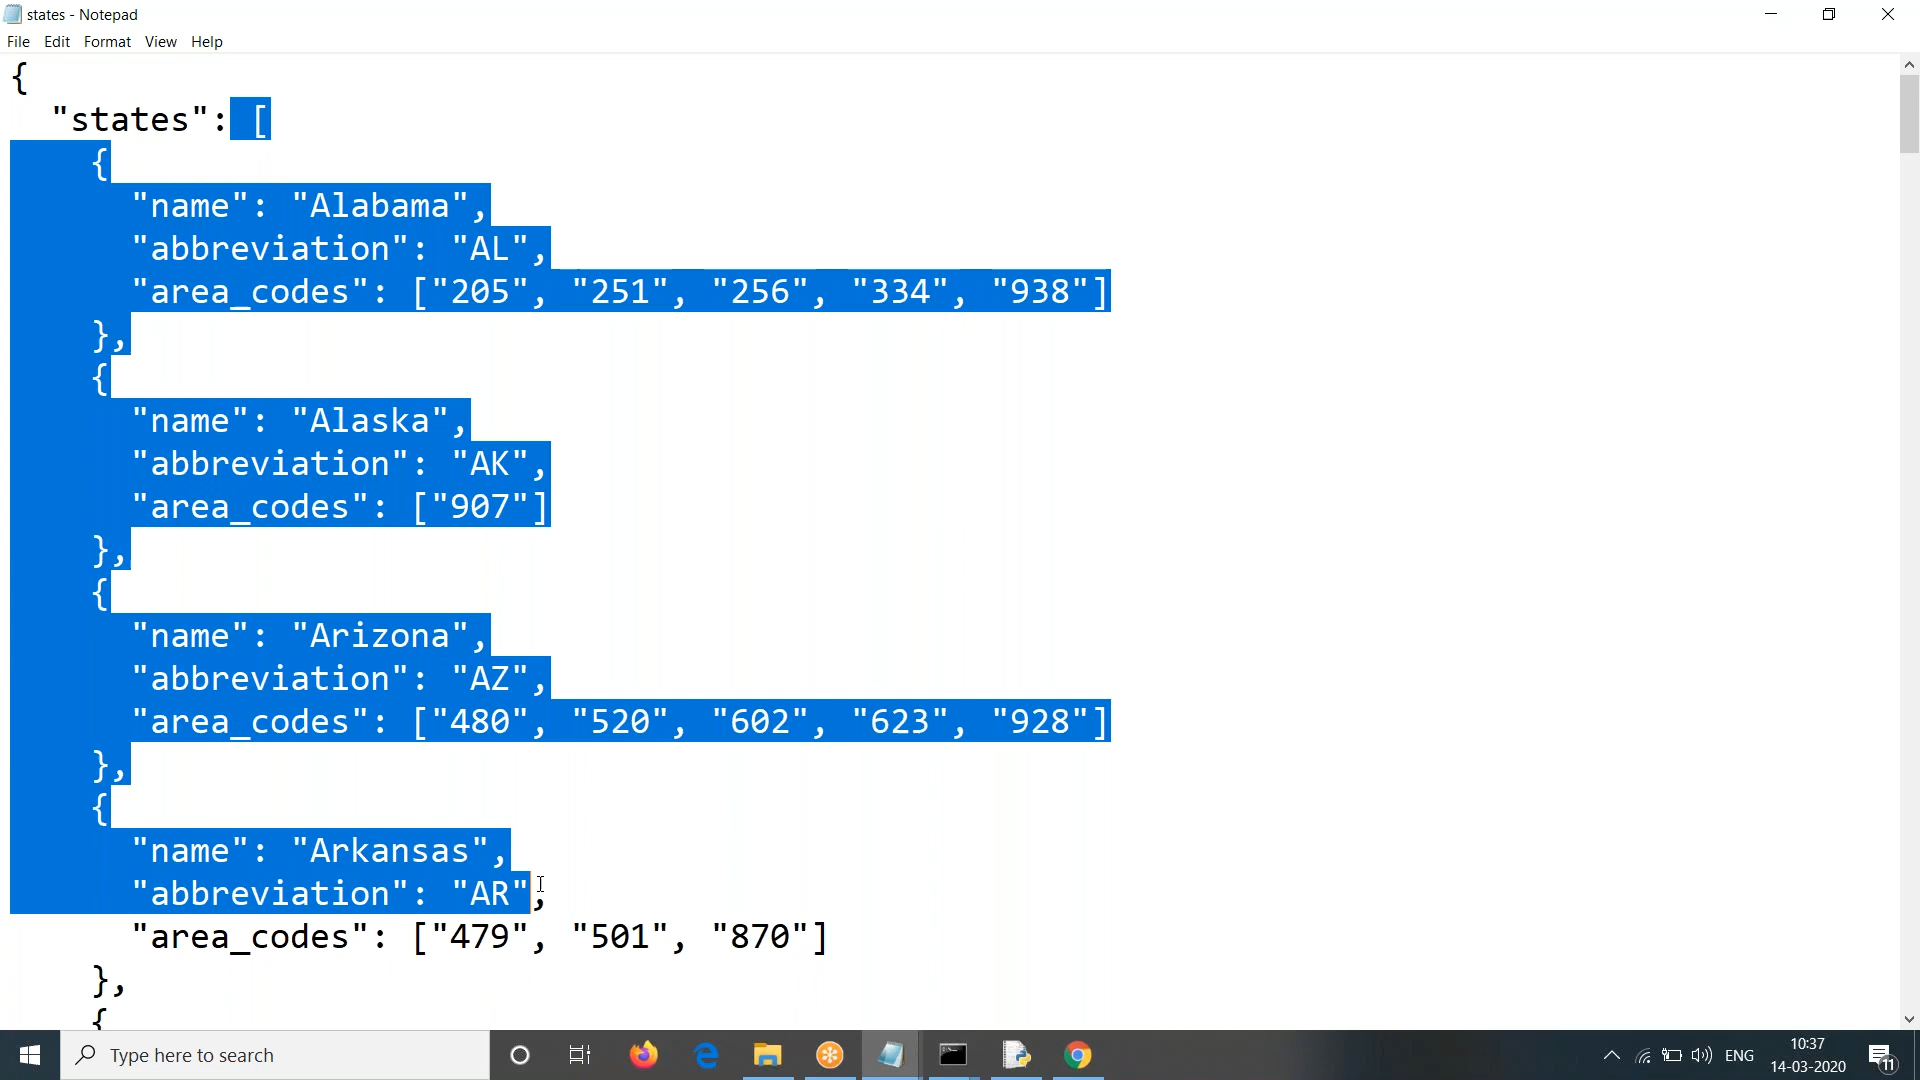 states - Notepad
File Edit Format View Help
{
"states": [
{
"name": "Alabama",
"abbreviation": "AL",
"area_codes": ["205", "251", "256", "334", "938"]
},
{
"name": "Alaska",
"abbreviation": "AK",
"area_codes": ["907"]
},
{
"name": "Arizona",
"abbreviation": "AZ",
"area_codes": ["480", "520", "602", "623", "928"]
},
{
"name": "Arkansas",
"abbreviation": "AR",
"area_codes": ["479", "501", "870"]
},
{
Type here to search
ENG
10:37
14-03-2020
11